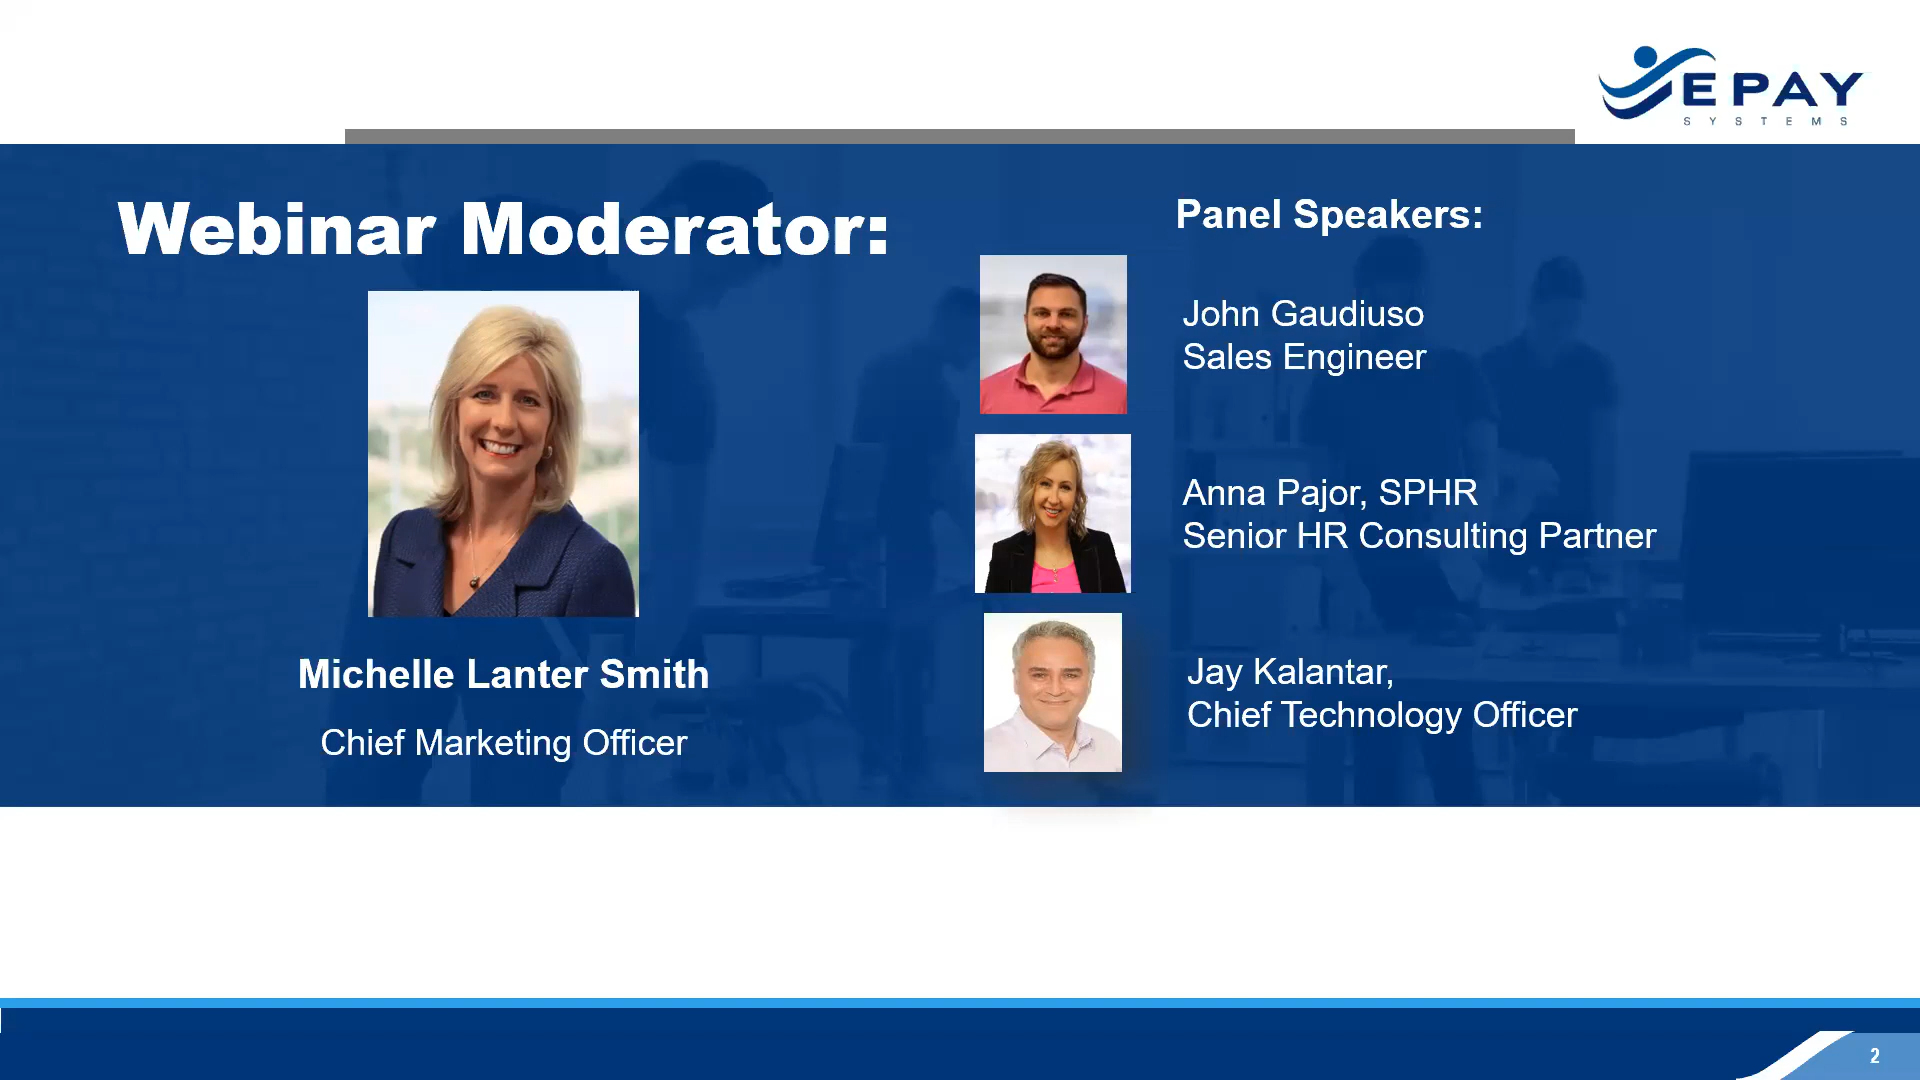 EPAY
SYSTEMS
Webinar Moderator:
Michelle Lanter Smith
Chief Marketing Officer
Panel Speakers:
John Gaudiuso
Sales Engineer
Anna Pajor, SPHR
Senior HR Consulting Partner
Jay Kalantar,
Chief Technology Officer
2